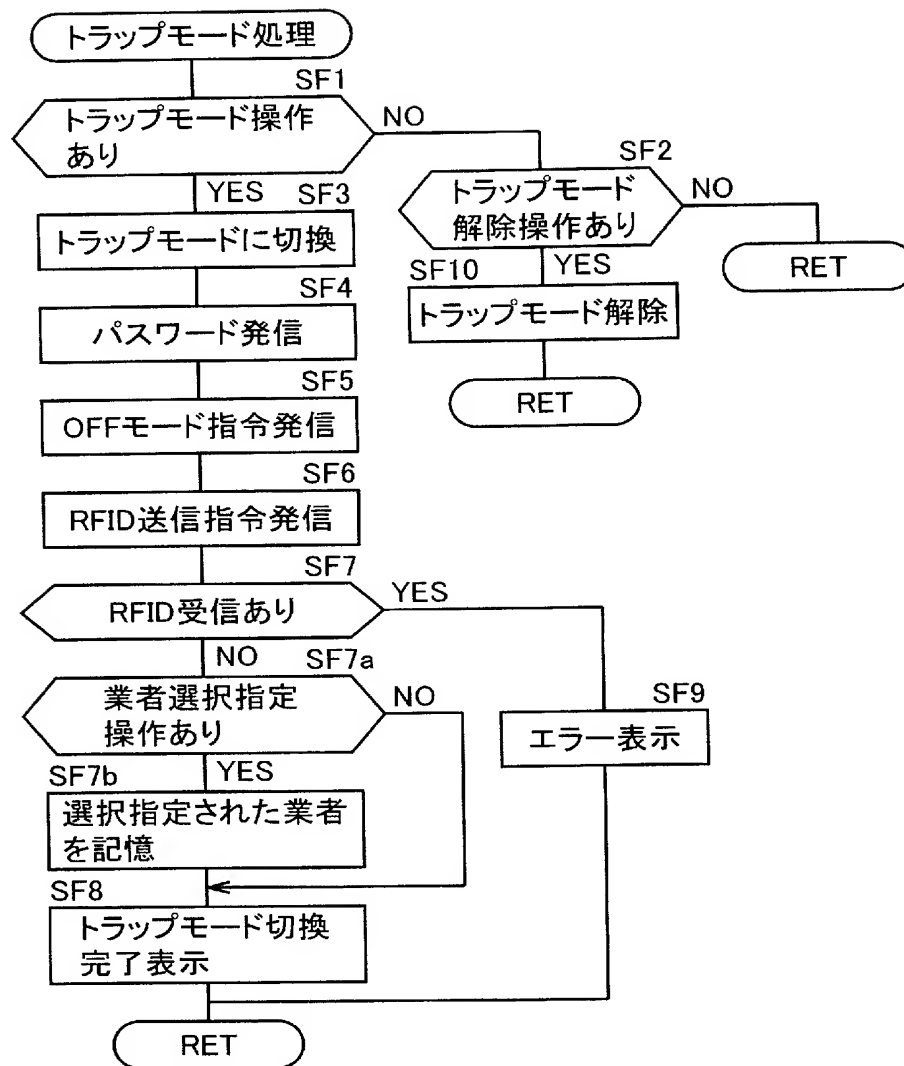 トラップモード処理
SF1
トラップモード操作
あり
NO
YES
SF2
トラップモード
解除操作あり
NO
RET
YES
SF10
トラップモード解除
RET
SF3
トラップモードに切換
SF4
パスワード発信
SF5
OFFモード指令発信
SF6
RFID送信指令発信
SF7
RFID受信あり
YES
NO
SF9
エラー表示
SF7a
業者選択指定
操作あり
NO
YES
SF7b
選択指定された業者
を記憶
SF8
トラップモード切換
完了表示
RET